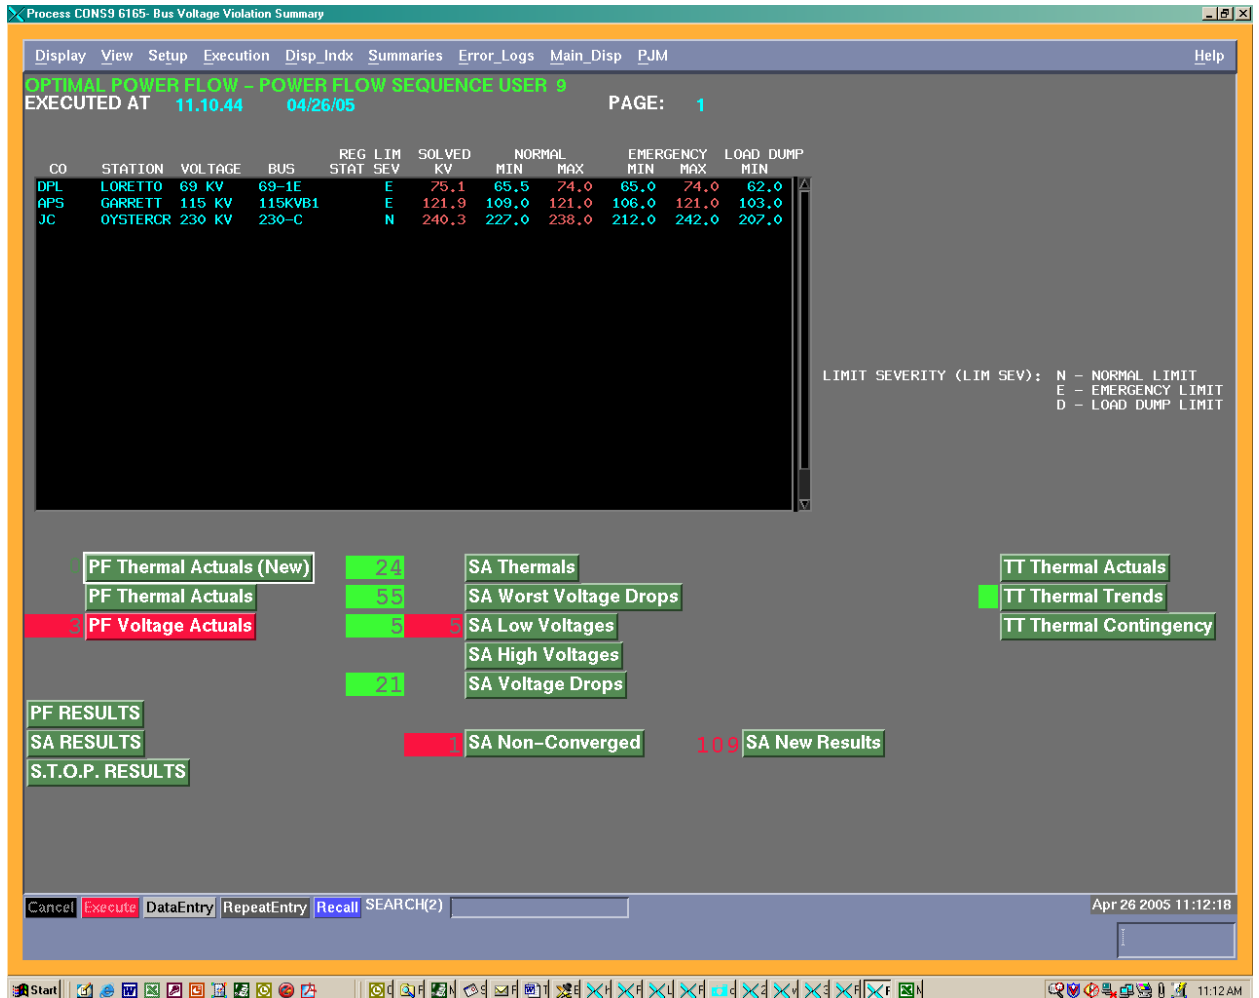 Process CONS9 6165- Bus Voltage Violation Summary
Display View Setup Execution Disp_Indx Summaries Error_Logs Main_Disp PJM Help
OPTIMAL POWER FLOW – POWER FLOW SEQUENCE USER 9
EXECUTED AT 11.10.44 04/26/05 PAGE: 1
REG LIM SOLVED NORMAL EMERGENCY LOAD DUMP
CO STATION VOLTAGE BUS STAT SEV KV MIN MAX MIN MAX MIN
DPL LORETTO 69 KV 69-1E E 75.1 65.5 74.0 65.0 74.0 62.0
APS GARRETT 115 KV 115KVB1 E 121.9 109.0 121.0 106.0 121.0 103.0
JC OYSTERCR 230 KV 230-C N 240.3 227.0 238.0 212.0 242.0 207.0
LIMIT SEVERITY (LIM SEV): N – NORMAL LIMIT
E – EMERGENCY LIMIT
D – LOAD DUMP LIMIT
PF Thermal Actuals (New) 24 SA Thermals TT Thermal Actuals
PF Thermal Actuals 55 SA Worst Voltage Drops TT Thermal Trends
3 PF Voltage Actuals 5 5 SA Low Voltages TT Thermal Contingency
SA High Voltages
21 SA Voltage Drops
PF RESULTS
SA RESULTS 1 SA Non-Converged 109 SA New Results
S.T.O.P. RESULTS
Cancel Execute DataEntry RepeatEntry Recall SEARCH(2) Apr 26 2005 11:12:18
Start 11:12 AM